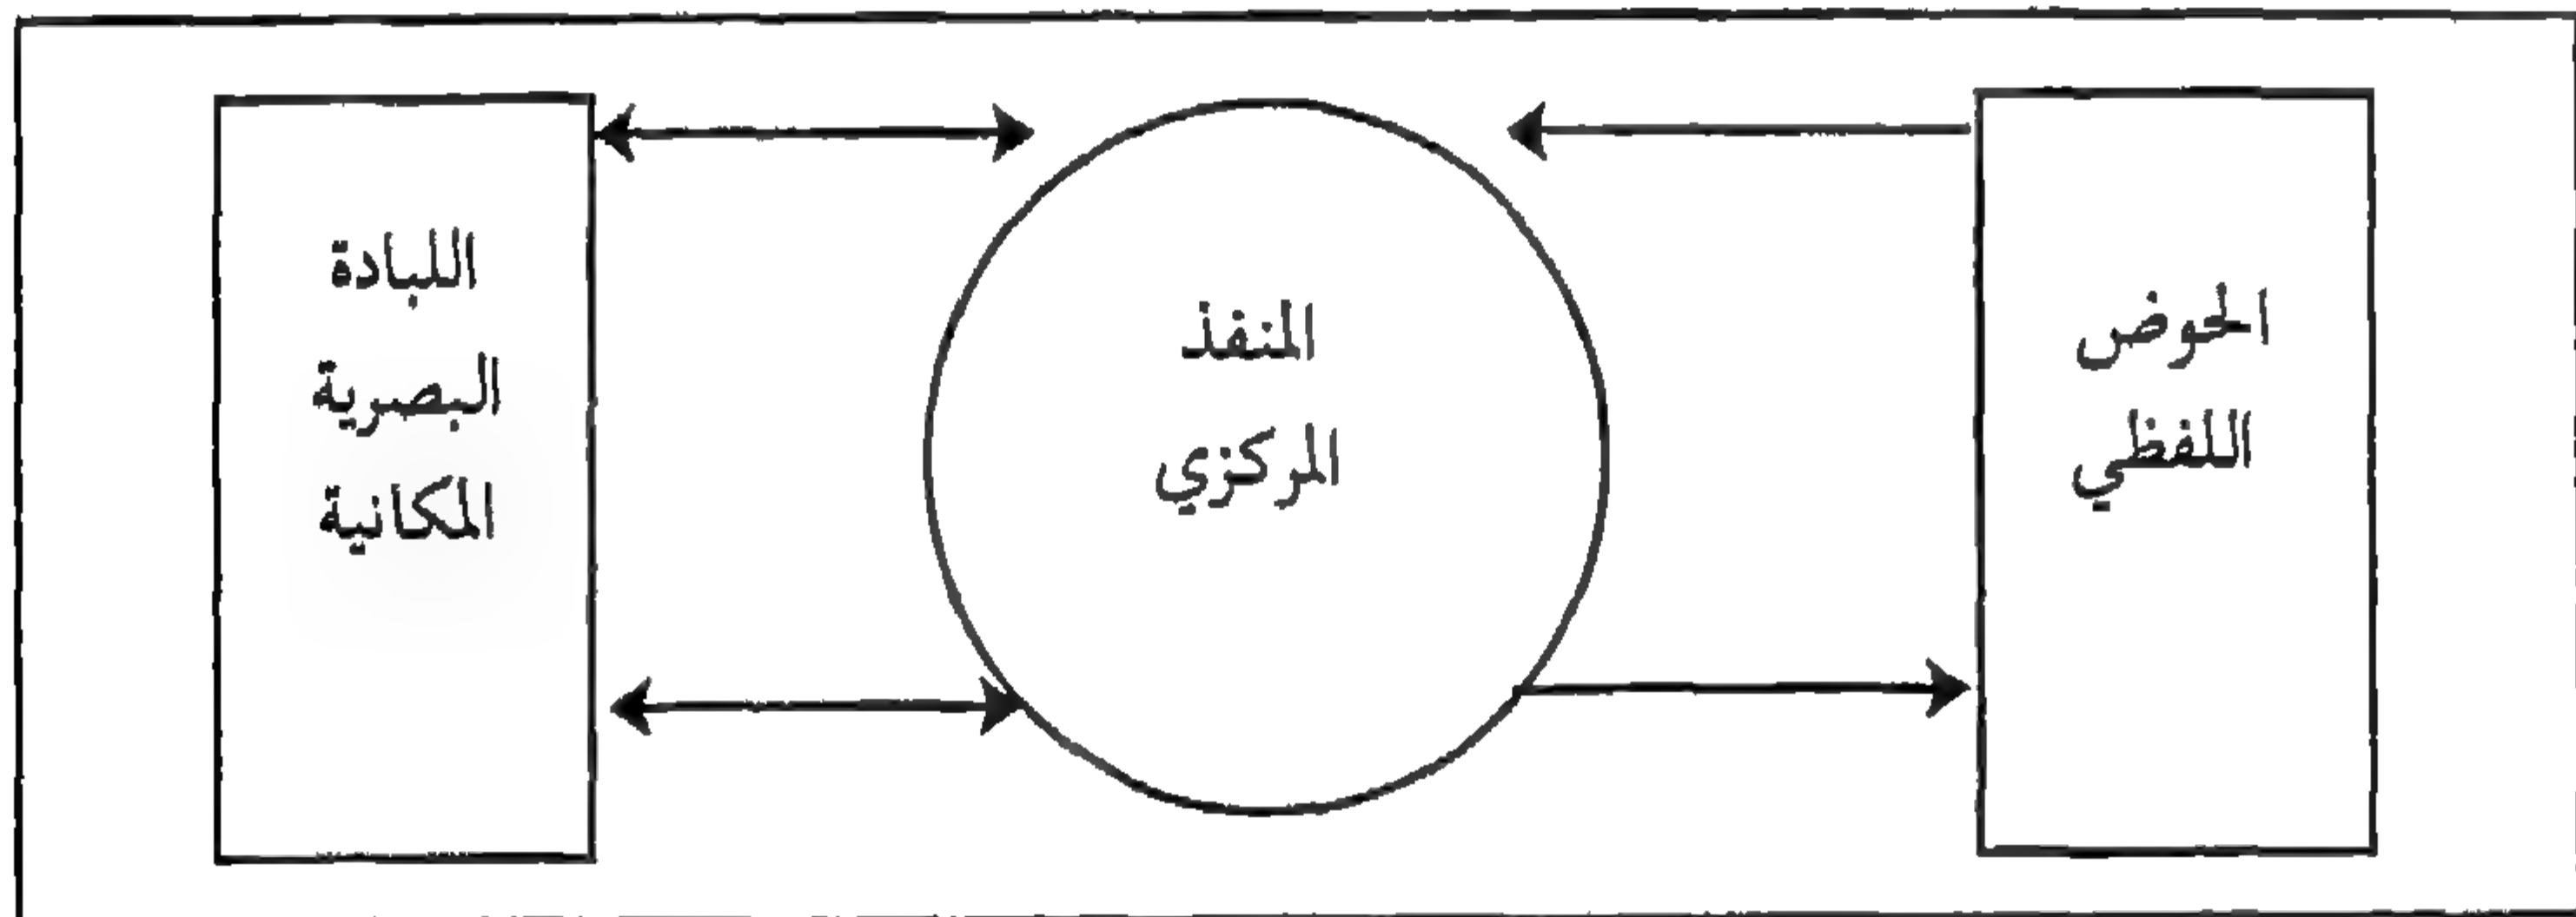 الحوض
اللفظي
المنفذ
المركزي
اللبادة
البصرية
المكانية